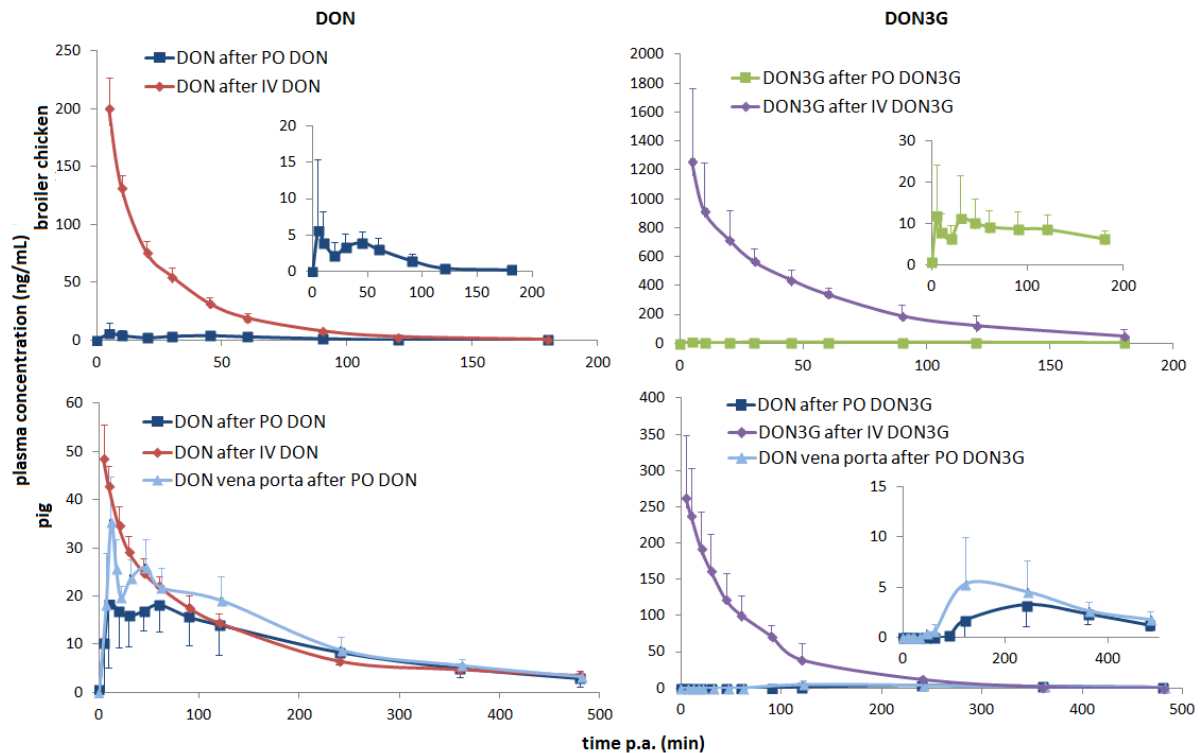 DON
DON3G
plasma concentration (ng/mL)
broiler chicken
pig
250
200
150
100
50
0
DON after PO DON
DON after IV DON
20
15
10
5
0
0 50 100 150 200
0 50 100 150 200
2000
1800
1600
1400
1200
1000
800
600
400
200
0
DON3G after PO DON3G
DON3G after IV DON3G
30
20
10
0
0 100 200
0 50 100 150 200
60
50
40
30
20
10
0
DON after PO DON
DON after IV DON
DON vena porta after PO DON
0 100 200 300 400 500
400
350
300
250
200
150
100
50
0
DON after PO DON3G
DON3G after IV DON3G
DON vena porta after PO DON3G
15
10
5
0
0 200 400
0 100 200 300 400 500
time p.a. (min)